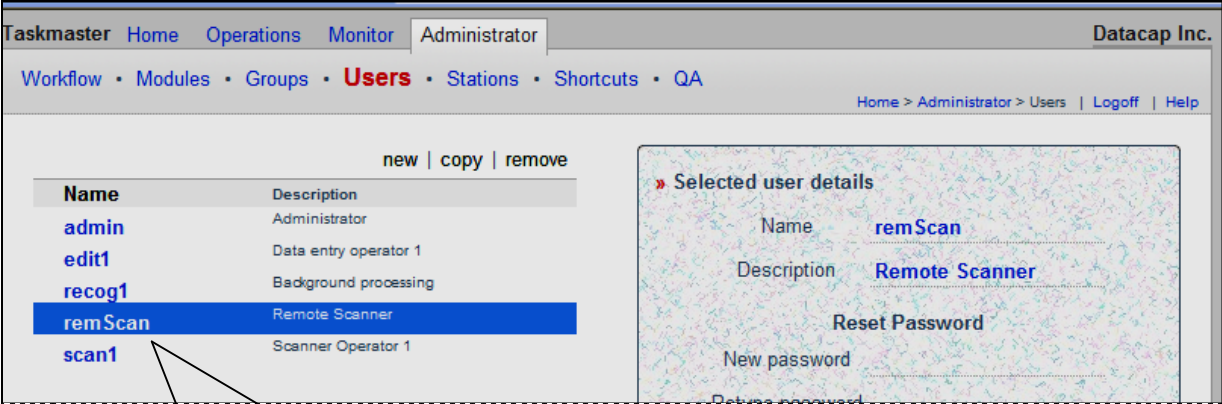 Taskmaster Home Operations Monitor Administrator Datacap Inc.
Workflow • Modules • Groups • Users • Stations • Shortcuts • QA
Home > Administrator > Users | Logoff | Help
new | copy | remove
Name Description
admin Administrator
edit1 Data entry operator 1
recog1 Background processing
remScan Remote Scanner
scan1 Scanner Operator 1
» Selected user details
Name remScan
Description Remote Scanner
Reset Password
New password
Retype password